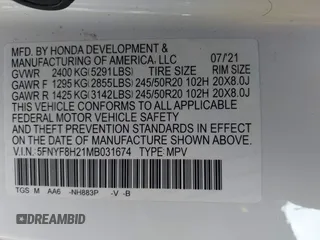 MFD. BY HONDA DEVELOPMENT &
MANUFACTURING OF AMERICA, LLC 07/21
GVWR 2400 KG(5291LBS) TIRE SIZE RIM SIZE
GAWR F 1295 KG(2855LBS) 245/50R20 102H 20X8.0J
GAWR R 1425 KG(3142LBS) 245/50R20 102H 20X8.0J
THIS VEHICLE CONFORMS TO ALL APPLICABLE
FEDERAL MOTOR VEHICLE SAFETY
AND THEFT PREVENTION STANDARDS IN EFFECT
ON THE DATE OF MANUFACTURE SHOWN ABOVE.
V.I.N. 5FNYF8H21MB031674 TYPE: MPV
TGS M AA6 -NH883P -V -B